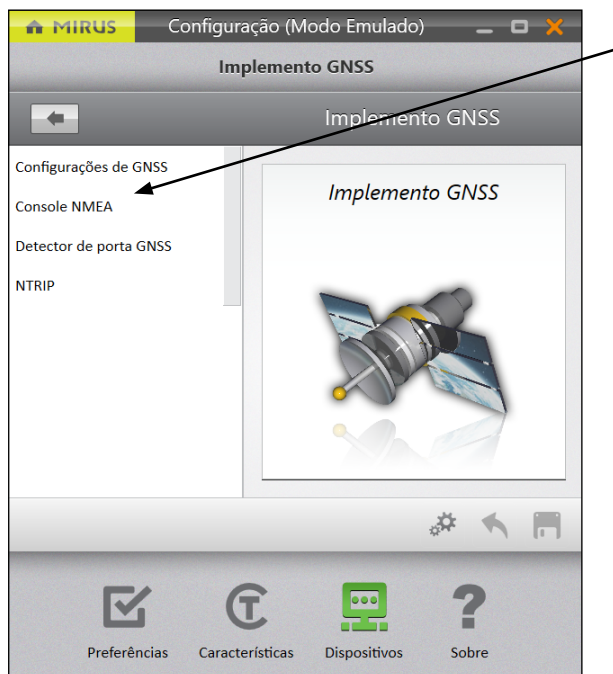 MIRUS Configuração (Modo Emulado)
Implemento GNSS
Implemento GNSS
Configurações de GNSS
Console NMEA
Detector de porta GNSS
NTRIP
Implemento GNSS
Preferências Características Dispositivos Sobre